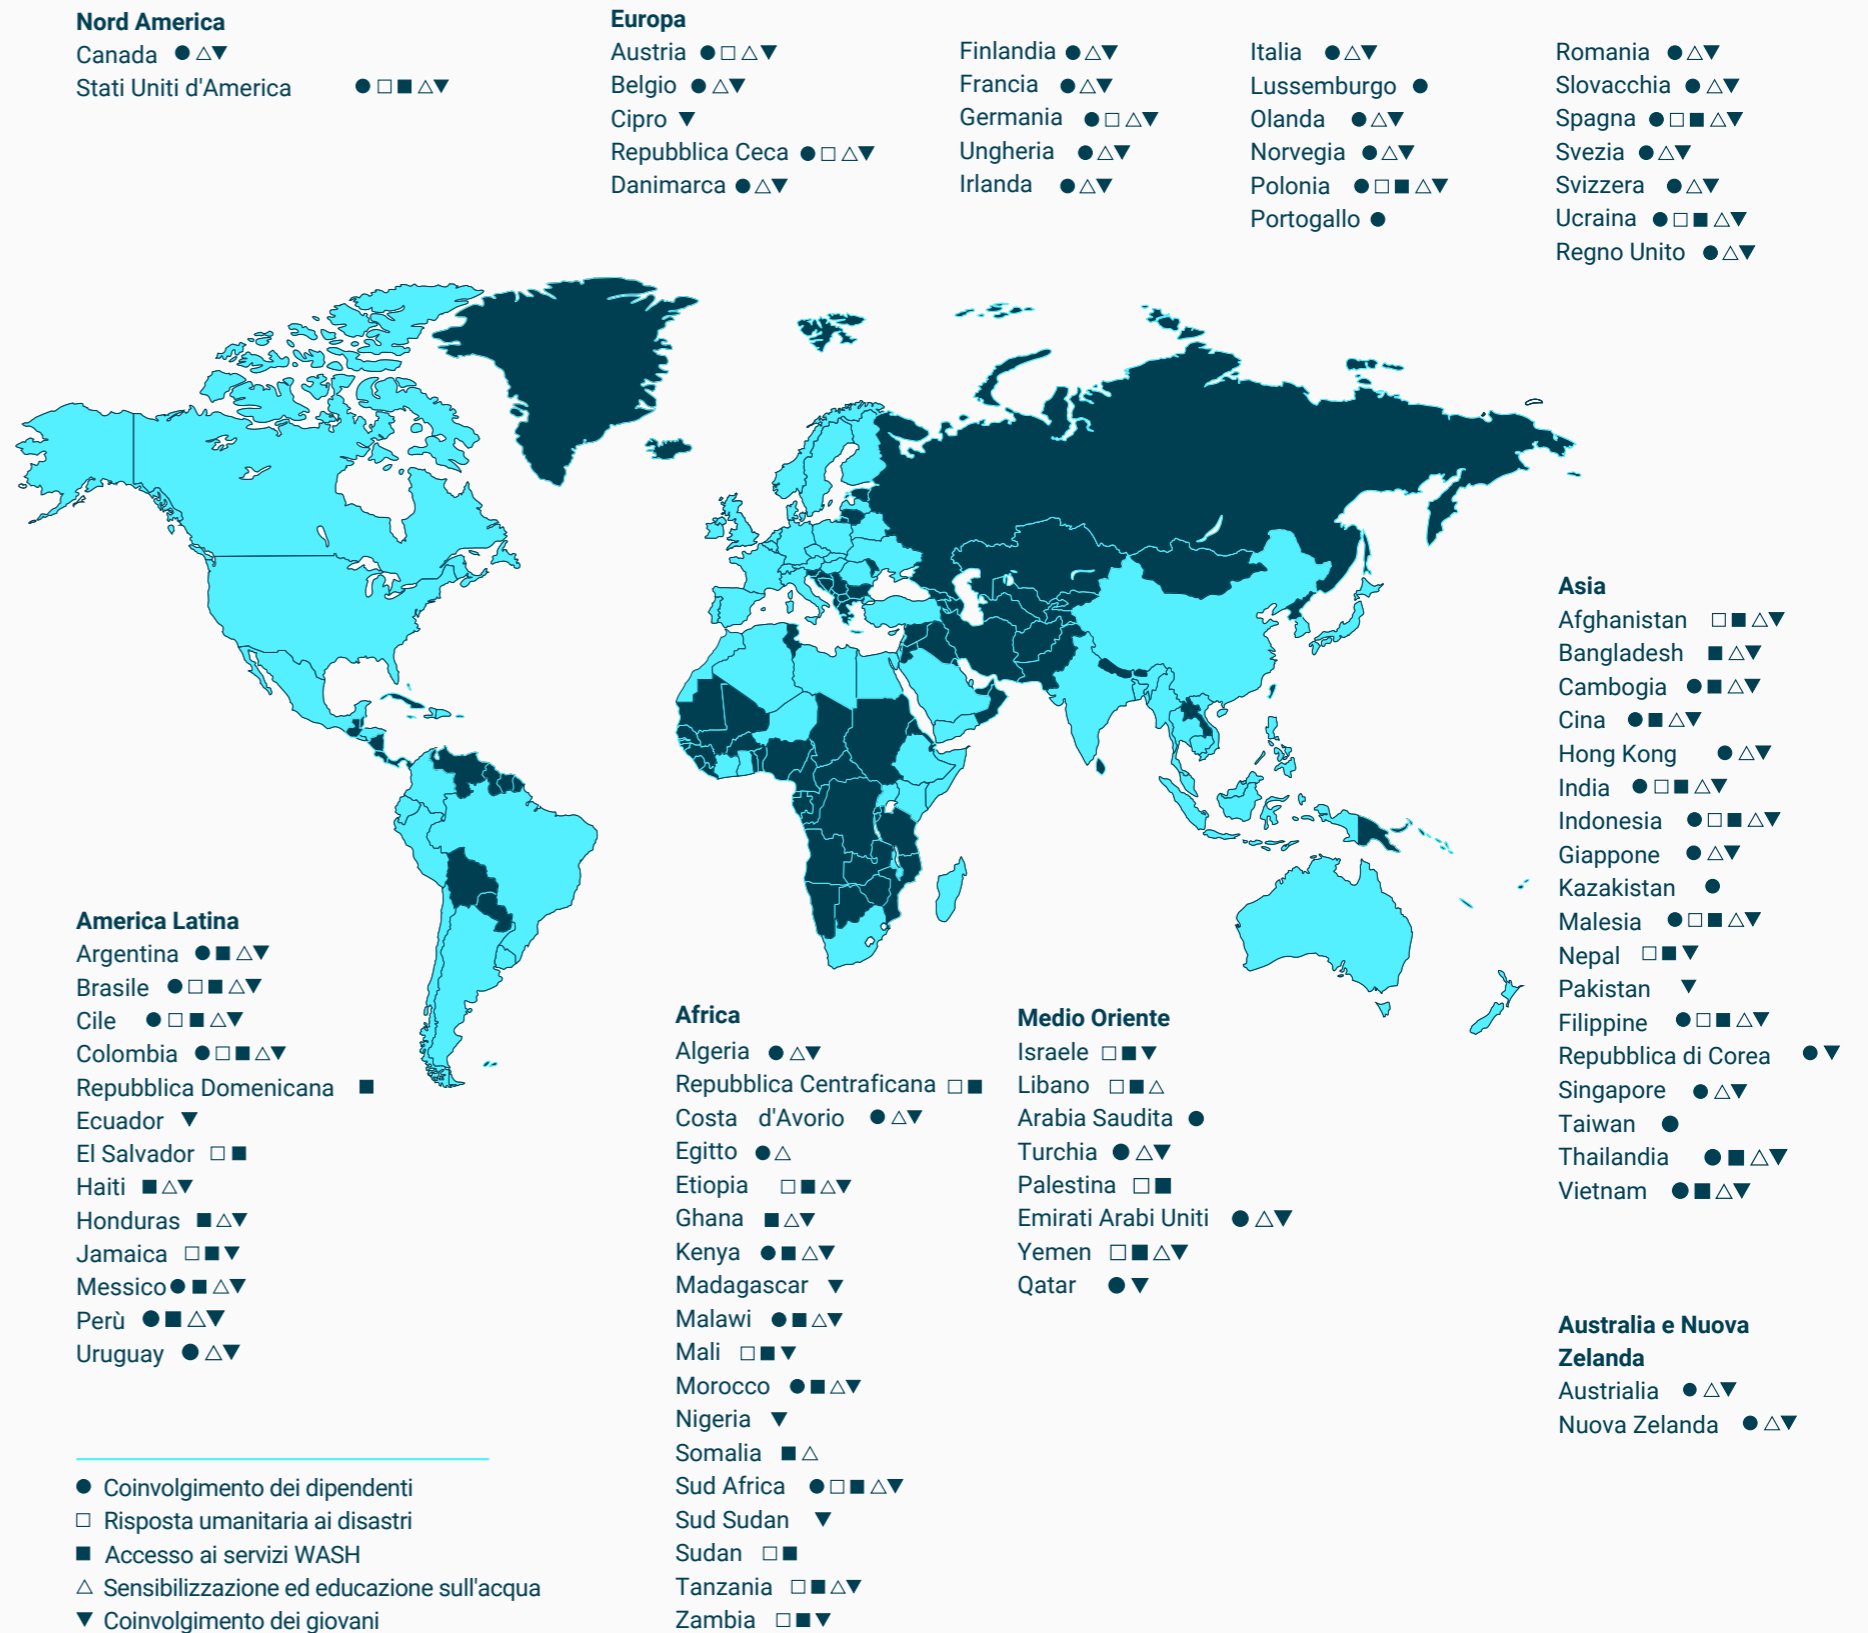 Nord America
Canada ● △▼
Stati Uniti d'America ● □ ■ △▼
Europa
Austria ● □ △▼
Belgio ● △▼
Cipro ▼
Repubblica Ceca ● □ △▼
Danimarca ● △▼
Finlandia ● △▼
Francia ● △▼
Germania ● □ △▼
Ungheria ● △▼
Irlanda ● △▼
Italia ● △▼
Lussemburgo ●
Olanda ● △▼
Norvegia ● △▼
Polonia ● □ ■ △▼
Portogallo ●
Romania ● △▼
Slovacchia ● △▼
Spagna ● □ ■ △▼
Svezia ● △▼
Svizzera ● △▼
Ucraina ● □ ■ △▼
Regno Unito ● △▼
Asia
Afghanistan □ ■ △▼
Bangladesh ■ △▼
Cambogia ● ■ △▼
Cina ● ■ △▼
Hong Kong ● △▼
India ● □ ■ △▼
Indonesia ● □ ■ △▼
Giappone ● △▼
Kazakistan ●
Malesia ● □ ■ △▼
Nepal □ ■ ▼
Pakistan ▼
Filippine ● □ ■ △▼
Repubblica di Corea ● ▼
Singapore ● △▼
Taiwan ●
Thailandia ● ■ △▼
Vietnam ● ■ △▼
America Latina
Argentina ● ■ △▼
Brasile ● □ ■ △▼
Cile ● □ ■ △▼
Colombia ● □ ■ △▼
Repubblica Domenicana ■
Ecuador ▼
El Salvador □ ■
Haiti ■ △▼
Honduras ■ △▼
Jamaica □ ■ ▼
Messico ● ■ △▼
Perù ● ■ △▼
Uruguay ● △▼
Africa
Algeria ● △▼
Repubblica Centraficana □ ■
Costa d'Avorio ● △▼
Egitto ● △
Etiopia □ ■ △▼
Ghana ■ △▼
Kenya ● ■ △▼
Madagascar ▼
Malawi ● ■ △▼
Mali □ ■ ▼
Morocco ● ■ △▼
Nigeria ▼
Somalia ■ △
Sud Africa ● □ ■ △▼
Sud Sudan ▼
Sudan □ ■
Tanzania □ ■ △▼
Zambia □ ■ ▼
Medio Oriente
Israele □ ■ ▼
Libano □ ■ △
Arabia Saudita ●
Turchia ● △▼
Palestina □ ■
Emirati Arabi Uniti ● △▼
Yemen □ ■ △▼
Qatar ● ▼
Australia e Nuova
Zelanda
Austrialia ● △▼
Nuova Zelanda ● △▼
● Coinvolgimento dei dipendenti
□ Risposta umanitaria ai disastri
■ Accesso ai servizi WASH
△ Sensibilizzazione ed educazione sull'acqua
▼ Coinvolgimento dei giovani